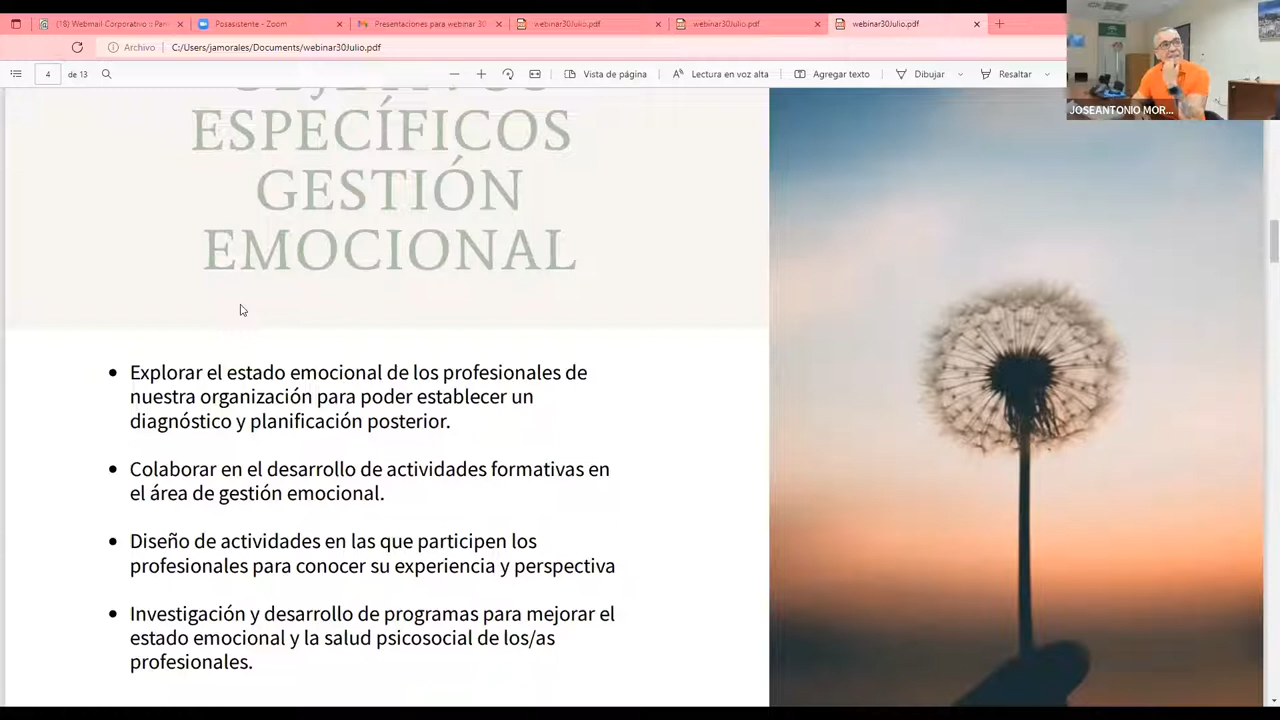 (18) Webmail Corporativo :: Pari
Posasistente - Zoom
Presentaciones para webinar 30
webinar30Julio.pdf
webinar30Julio.pdf
webinar30Julio.pdf
Archivo
C:/Users/jamorales/Documents/webinar30Julio.pdf
4
de 13
Vista de página
Lectura en voz alta
Agregar texto
Dibujar
Resaltar
JOSEANTONIO MOR...
OBJETIVOS
ESPECÍFICOS
GESTIÓN
EMOCIONAL
• Explorar el estado emocional de los profesionales de
nuestra organización para poder establecer un
diagnóstico y planificación posterior.
• Colaborar en el desarrollo de actividades formativas en
el área de gestión emocional.
• Diseño de actividades en las que participen los
profesionales para conocer su experiencia y perspectiva
• Investigación y desarrollo de programas para mejorar el
estado emocional y la salud psicosocial de los/as
profesionales.